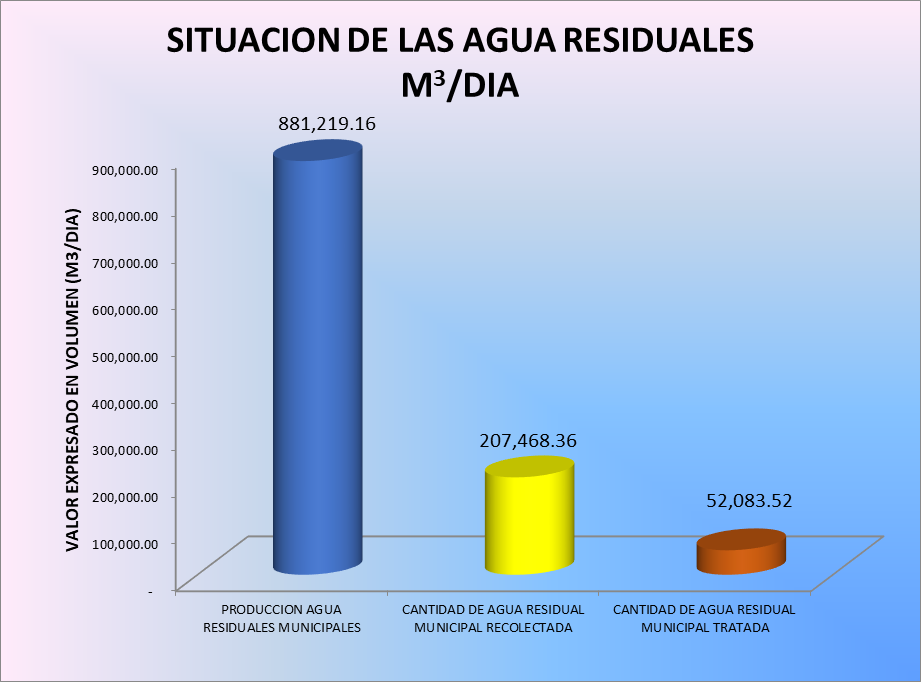 SITUACION DE LAS AGUA RESIDUALES
M³/DIA
881,219.16
207,468.36
52,083.52
VALOR EXPRESADO EN VOLUMEN (M3/DIA)
900,000.00
800,000.00
700,000.00
600,000.00
500,000.00
400,000.00
300,000.00
200,000.00
100,000.00
-
PRODUCCION AGUA
RESIDUALES MUNICIPALES
CANTIDAD DE AGUA RESIDUAL
MUNICIPAL RECOLECTADA
CANTIDAD DE AGUA RESIDUAL
MUNICIPAL TRATADA